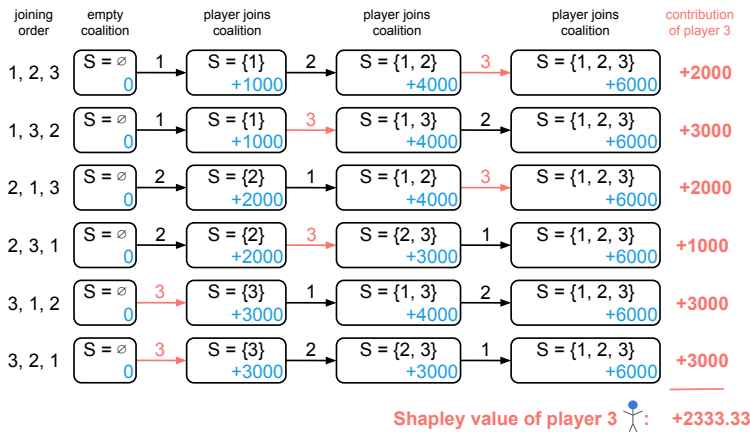 joining order
empty coalition
player joins coalition
player joins coalition
player joins coalition
contribution of player 3
1, 2, 3
S = ∅
0
1
S = {1}
+1000
2
S = {1, 2}
+4000
3
S = {1, 2, 3}
+6000
+2000
1, 3, 2
S = ∅
0
1
S = {1}
+1000
3
S = {1, 3}
+4000
2
S = {1, 2, 3}
+6000
+3000
2, 1, 3
S = ∅
0
2
S = {2}
+2000
1
S = {1, 2}
+4000
3
S = {1, 2, 3}
+6000
+2000
2, 3, 1
S = ∅
0
2
S = {2}
+2000
3
S = {2, 3}
+3000
1
S = {1, 2, 3}
+6000
+1000
3, 1, 2
S = ∅
0
3
S = {3}
+3000
1
S = {1, 3}
+4000
2
S = {1, 2, 3}
+6000
+3000
3, 2, 1
S = ∅
0
3
S = {3}
+3000
2
S = {2, 3}
+3000
1
S = {1, 2, 3}
+6000
+3000
Shapley value of player 3 : +2333.33